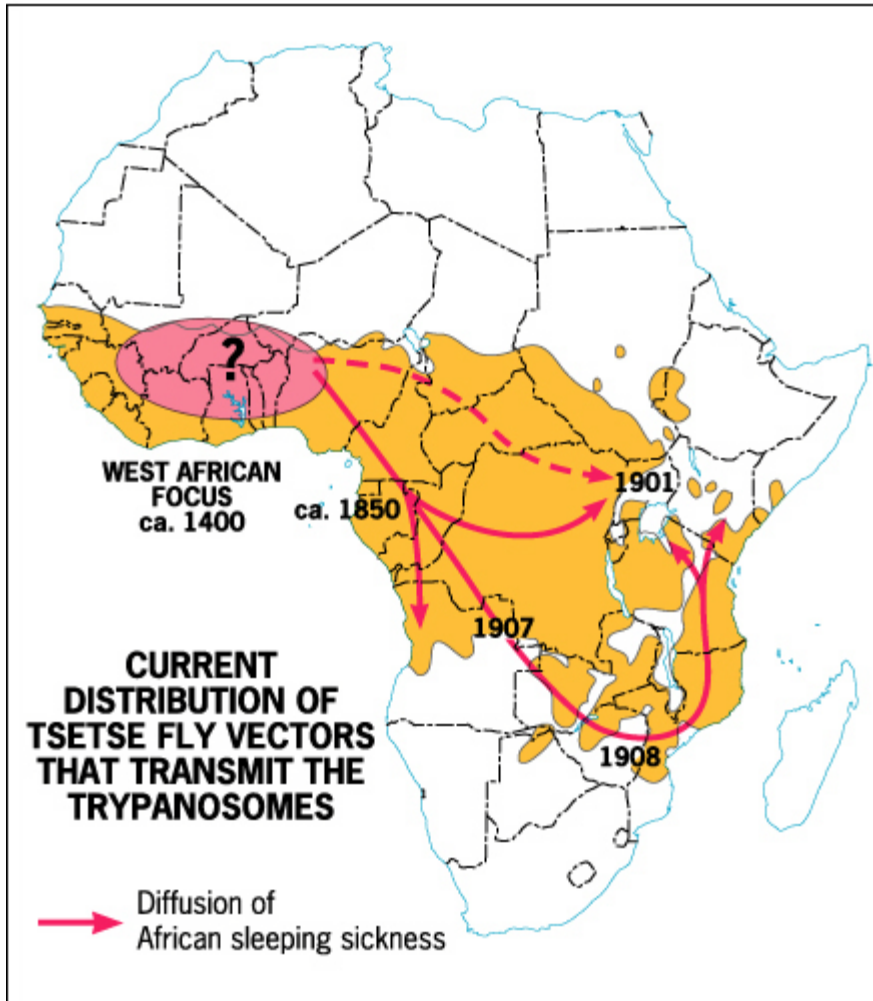 ?
WEST AFRICAN
FOCUS
ca. 1400
ca. 1850
1901
1907
1908
CURRENT
DISTRIBUTION OF
TSETSE FLY VECTORS
THAT TRANSMIT THE
TRYPANOSOMES
Diffusion of
African sleeping sickness